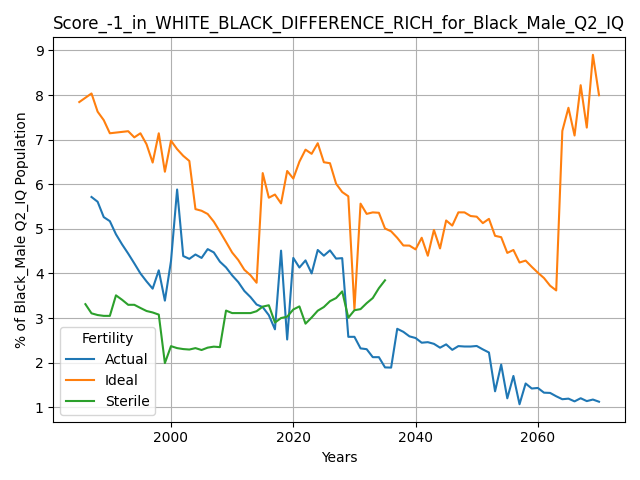 Score_-1_in_WHITE_BLACK_DIFFERENCE_RICH_for_Black_Male_Q2_IQ
% of Black_Male Q2_IQ Population
9
8
7
6
5
4
3
2
1
Fertility
Actual
Ideal
Sterile
2000
2020
2040
2060
Years